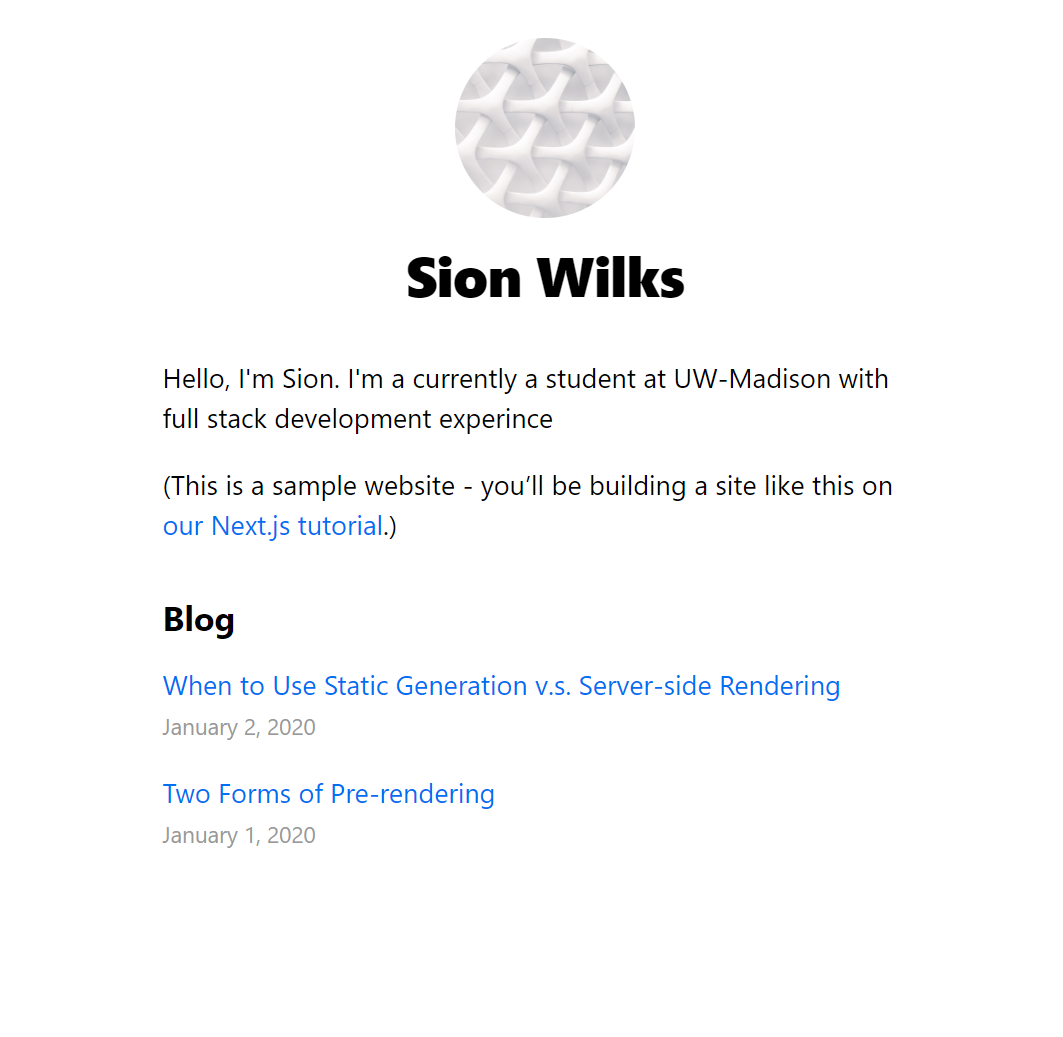 Sion Wilks
Hello, I'm Sion. I'm a currently a student at UW-Madison with
full stack development experince
(This is a sample website - you’ll be building a site like this on
our Next.js tutorial.)
Blog
When to Use Static Generation v.s. Server-side Rendering
January 2, 2020
Two Forms of Pre-rendering
January 1, 2020